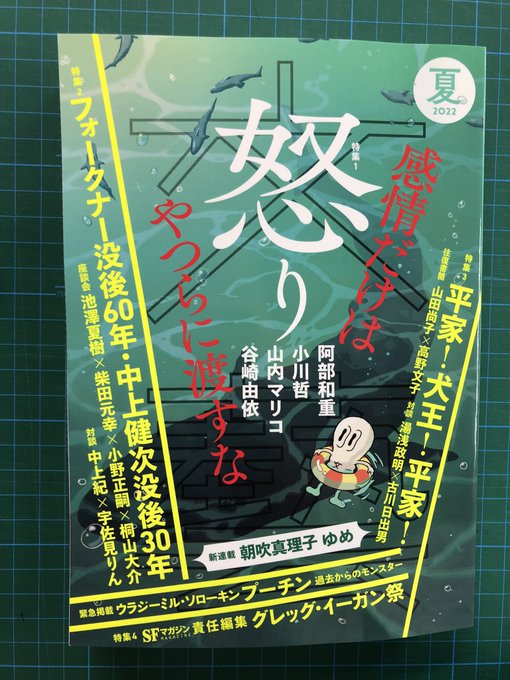 夏
2022
文藝
特集1
怒り
感情だけは
やつらに渡すな
阿部和重
小川哲
山内マリコ
谷崎由依
特集2
フォークナー没後60年・中上健次没後30年
座談会 池澤夏樹×柴田元幸×小野正嗣×桐山大介
対談 中上紀×宇佐見りん
特集3
平家！犬王！平家！
往復書簡 山田尚子×高野文子 対談 湯浅政明×古川日出男
新連載 朝吹真理子 ゆめ
緊急掲載 ウラジーミル・ソローキン プーチン 過去からのモンスター
特集4 SFマガジン MAGAZINE 責任編集 グレッグ・イーガン祭